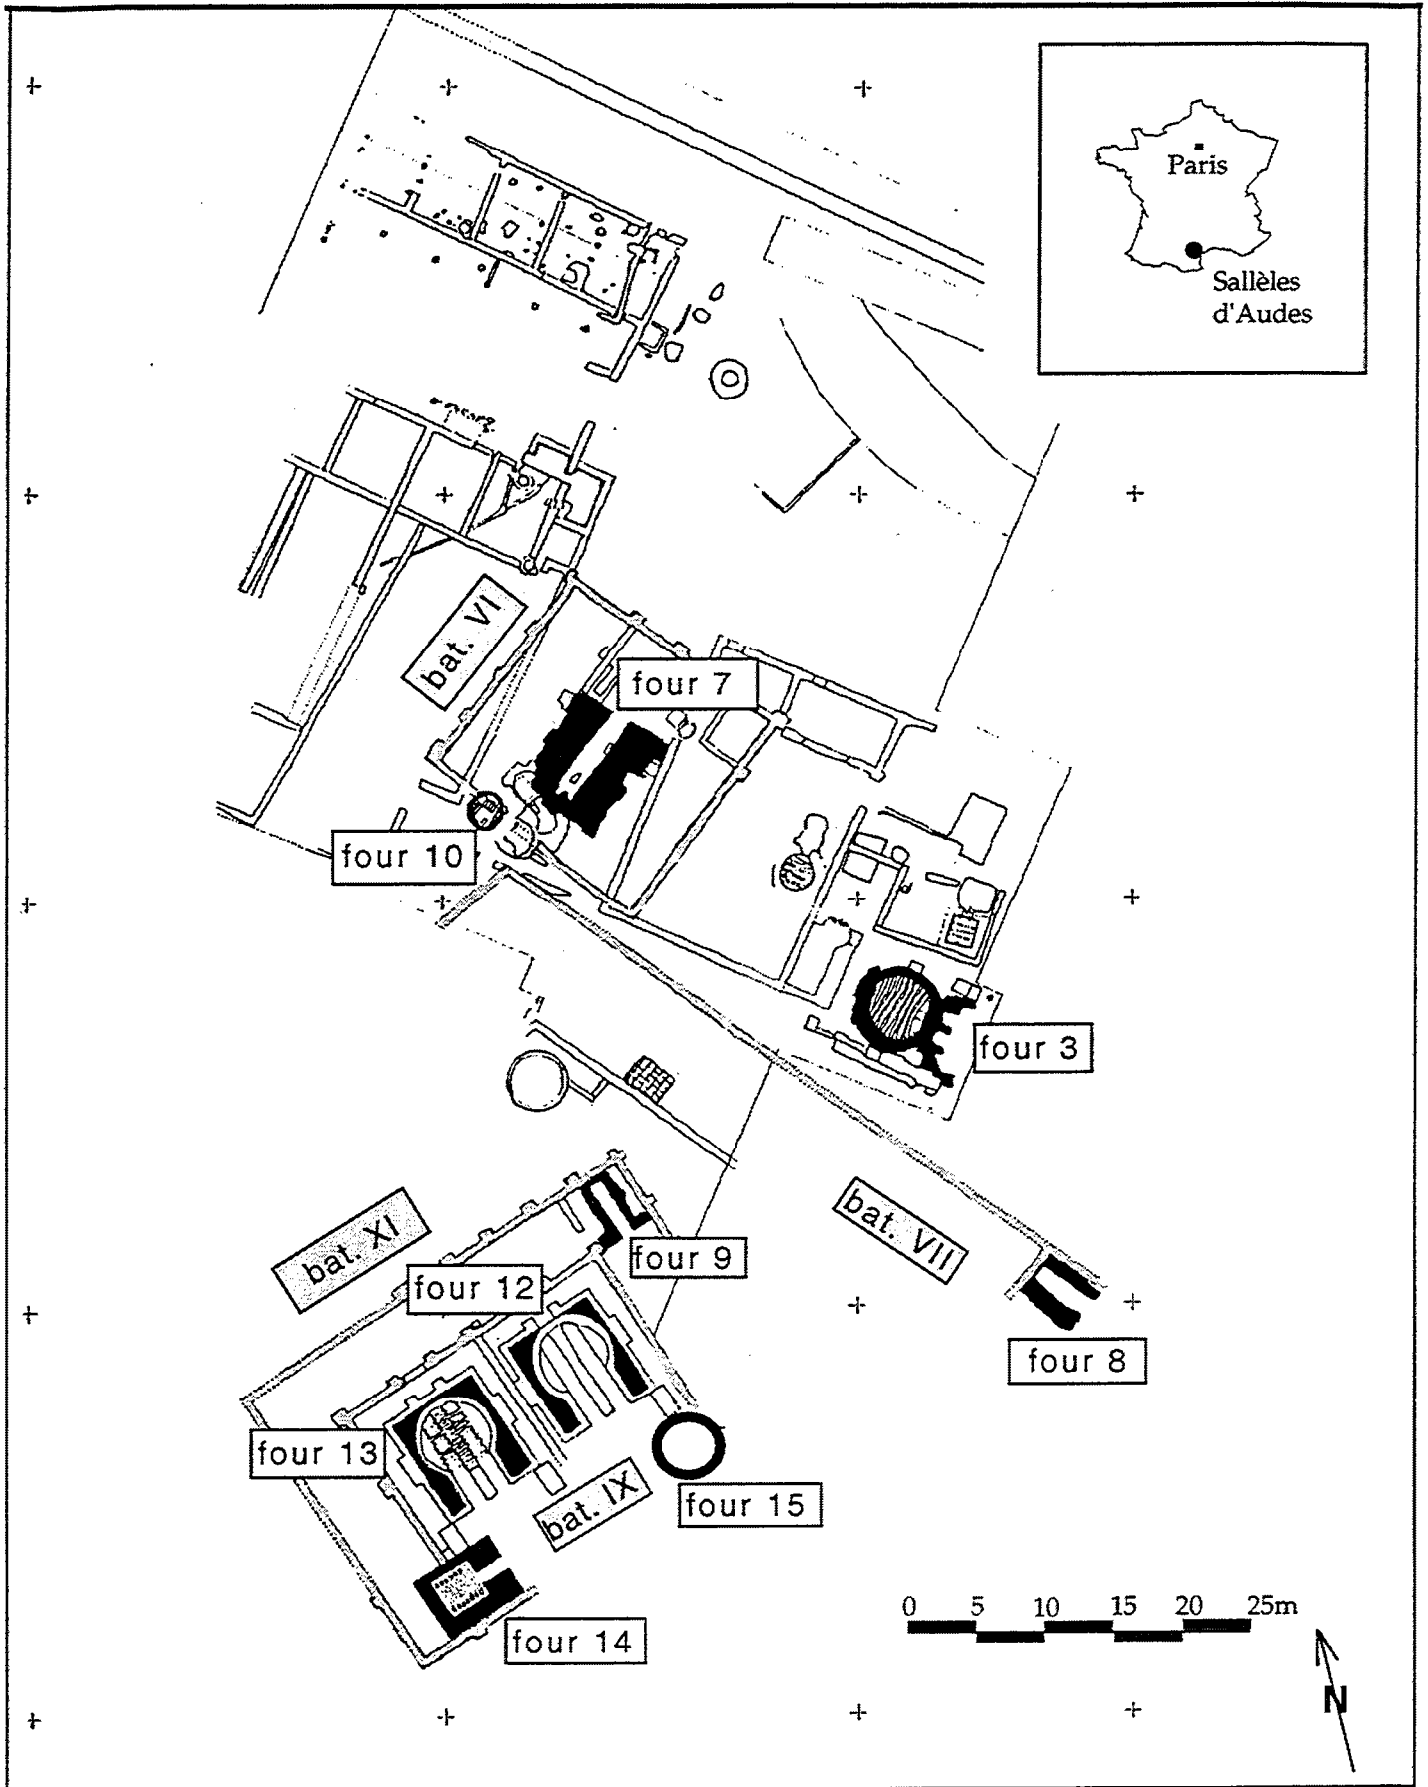 Paris
Sallèles
d'Audes
bat. VI
four 7
four 10
four 3
bat. XI
bat. VII
four 9
four 12
four 8
four 13
bat. IX
four 15
0 5 10 15 20 25m
four 14
N